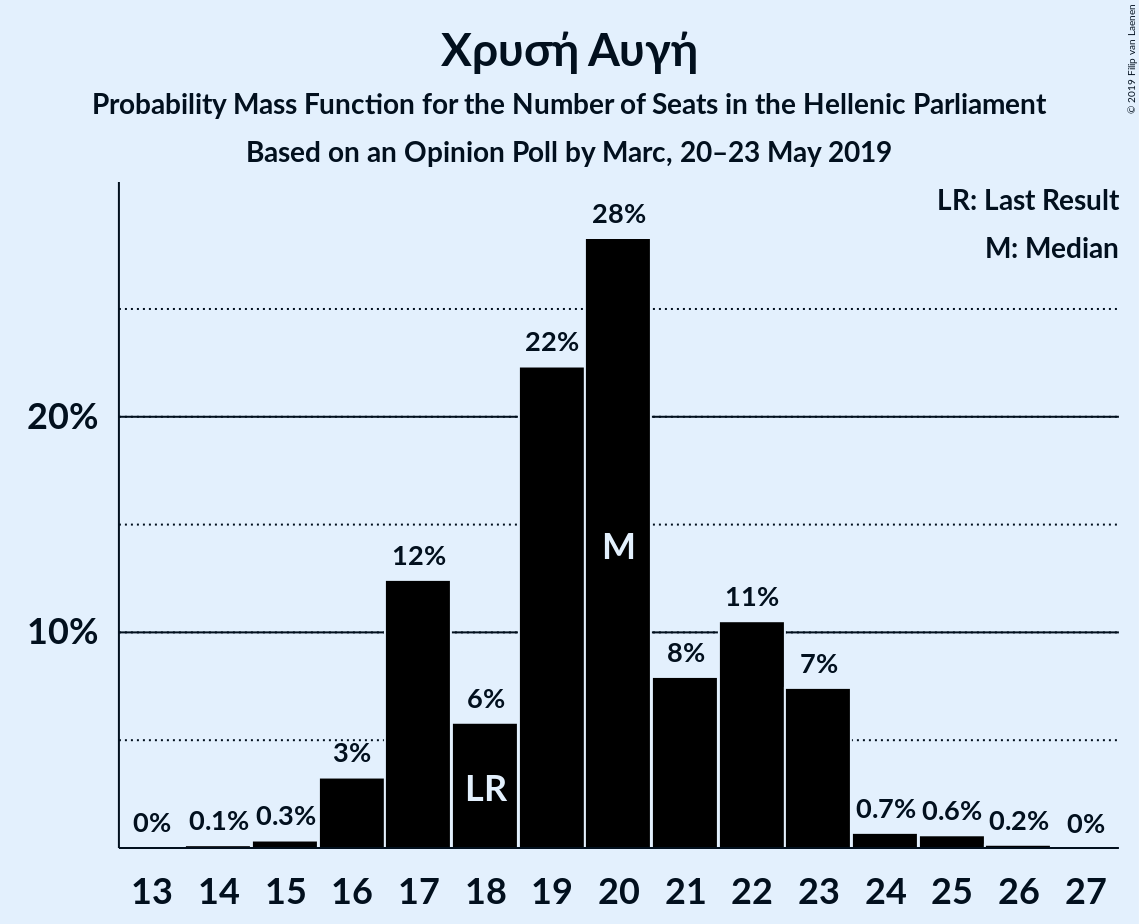 Χρυσή Αυγή
Probability Mass Function for the Number of Seats in the Hellenic Parliament
Based on an Opinion Poll by Marc, 20–23 May 2019
© 2019 Filip van Laenen
LR: Last Result
M: Median
28%
22%
20%
M
12%
11%
10%
8%
7%
6%
3%
LR
0%
0.1%
0.3%
0.7%
0.6%
0.2%
0%
13 14 15 16 17 18 19 20 21 22 23 24 25 26 27